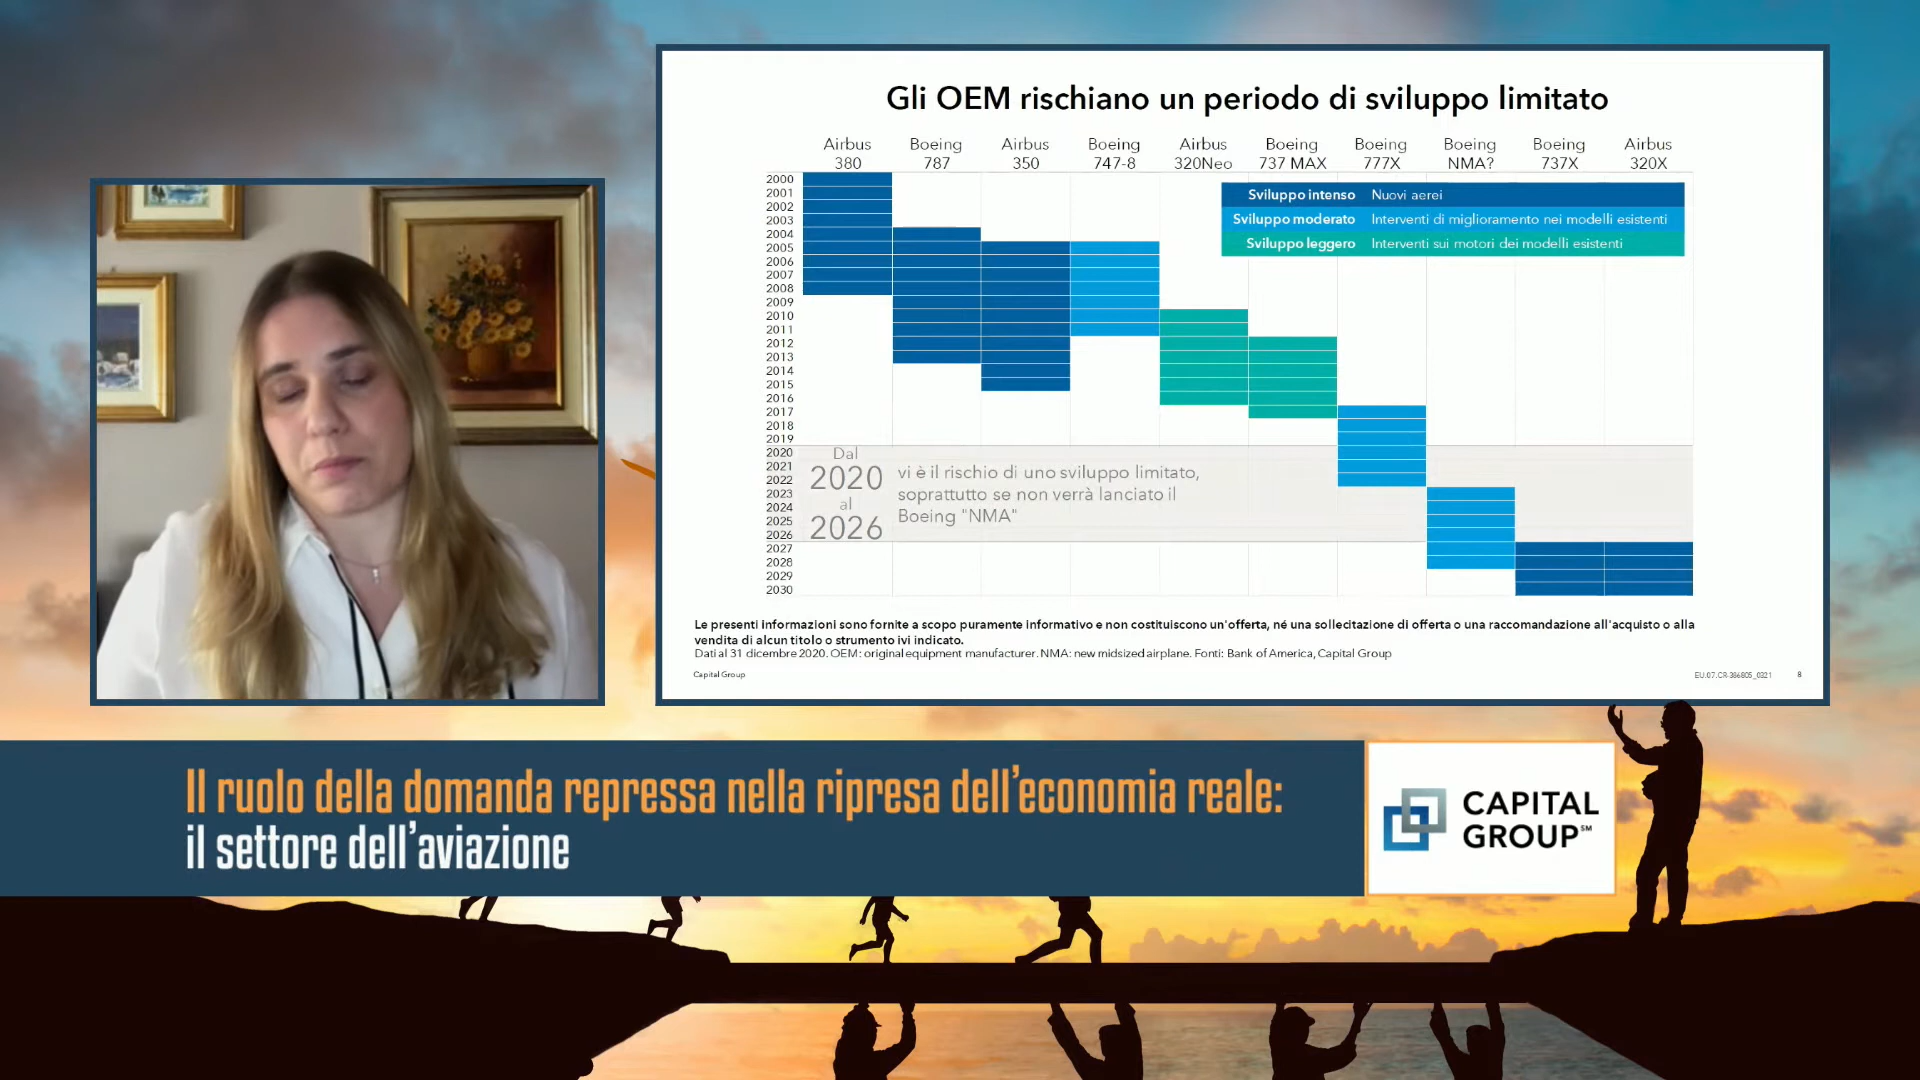 Gli OEM rischiano un periodo di sviluppo limitato
Airbus 380
Boeing 787
Airbus 350
Boeing 747-8
Airbus 320Neo
Boeing 737 MAX
Boeing 777X
Boeing NMA?
Boeing 737X
Airbus 320X
2000
2001
2002
2003
2004
2005
2006
2007
2008
2009
2010
2011
2012
2013
2014
2015
2016
2017
2018
2019
2020
2021
2022
2023
2024
2025
2026
2027
2028
2029
2030
Sviluppo intenso Nuovi aerei
Sviluppo moderato Interventi di miglioramento nei modelli esistenti
Sviluppo leggero Interventi sui motori dei modelli esistenti
Dal
2020
al
2026
vi è il rischio di uno sviluppo limitato,
soprattutto se non verrà lanciato il
Boeing "NMA"
Le presenti informazioni sono fornite a scopo puramente informativo e non costituiscono un'offerta, né una sollecitazione di offerta o una raccomandazione all'acquisto o alla
vendita di alcun titolo o strumento ivi indicato.
Dati al 31 dicembre 2020. OEM: original equipment manufacturer. NMA: new midsized airplane. Fonti: Bank of America, Capital Group
Capital Group
EU.07.CR-386805_0321 8
Il ruolo della domanda repressa nella ripresa dell'economia reale:
il settore dell'aviazione
CAPITAL
GROUP℠